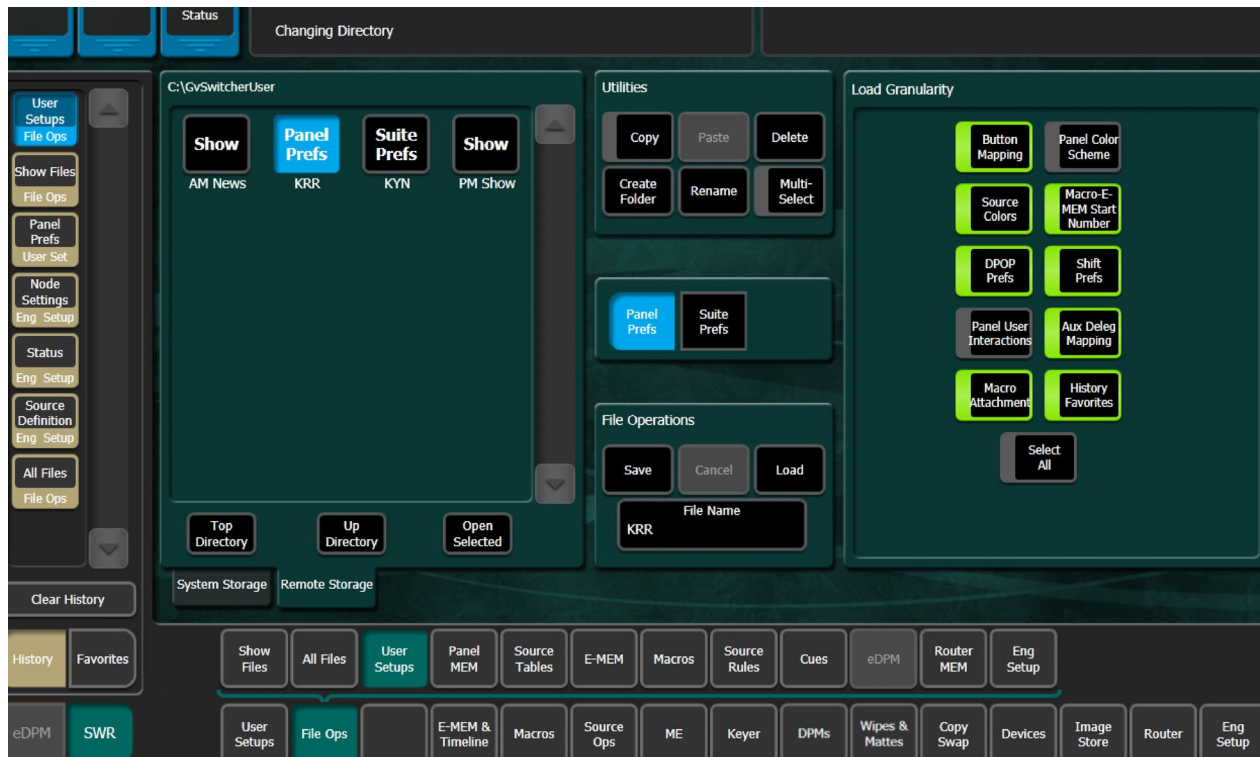 Status
Changing Directory
User
Setups
File Ops
Show Files
File Ops
Panel
Prefs
User Set
Node
Settings
Eng Setup
Status
Eng Setup
Source
Definition
Eng Setup
All Files
File Ops
Clear History
History
Favorites
eDPM
SWR
C:\GvSwitcherUser
Show
AM News
Panel
Prefs
KRR
Suite
Prefs
KYN
Show
PM Show
Top
Directory
Up
Directory
Open
Selected
System Storage
Remote Storage
Utilities
Copy
Paste
Delete
Create
Folder
Rename
Multi-
Select
Panel
Prefs
Suite
Prefs
File Operations
Save
Cancel
Load
File Name
KRR
Load Granularity
Button
Mapping
Panel Color
Scheme
Source
Colors
Macro-E-
MEM Start
Number
DPOP
Prefs
Shift
Prefs
Panel User
Interactions
Aux Deleg
Mapping
Macro
Attachment
History
Favorites
Select
All
Show
Files
All Files
User
Setups
Panel
MEM
Source
Tables
E-MEM
Macros
Source
Rules
Cues
eDPM
Router
MEM
Eng
Setup
User
Setups
File Ops
E-MEM &
Timeline
Macros
Source
Ops
ME
Keyer
DPMs
Wipes &
Mattes
Copy
Swap
Devices
Image
Store
Router
Eng
Setup